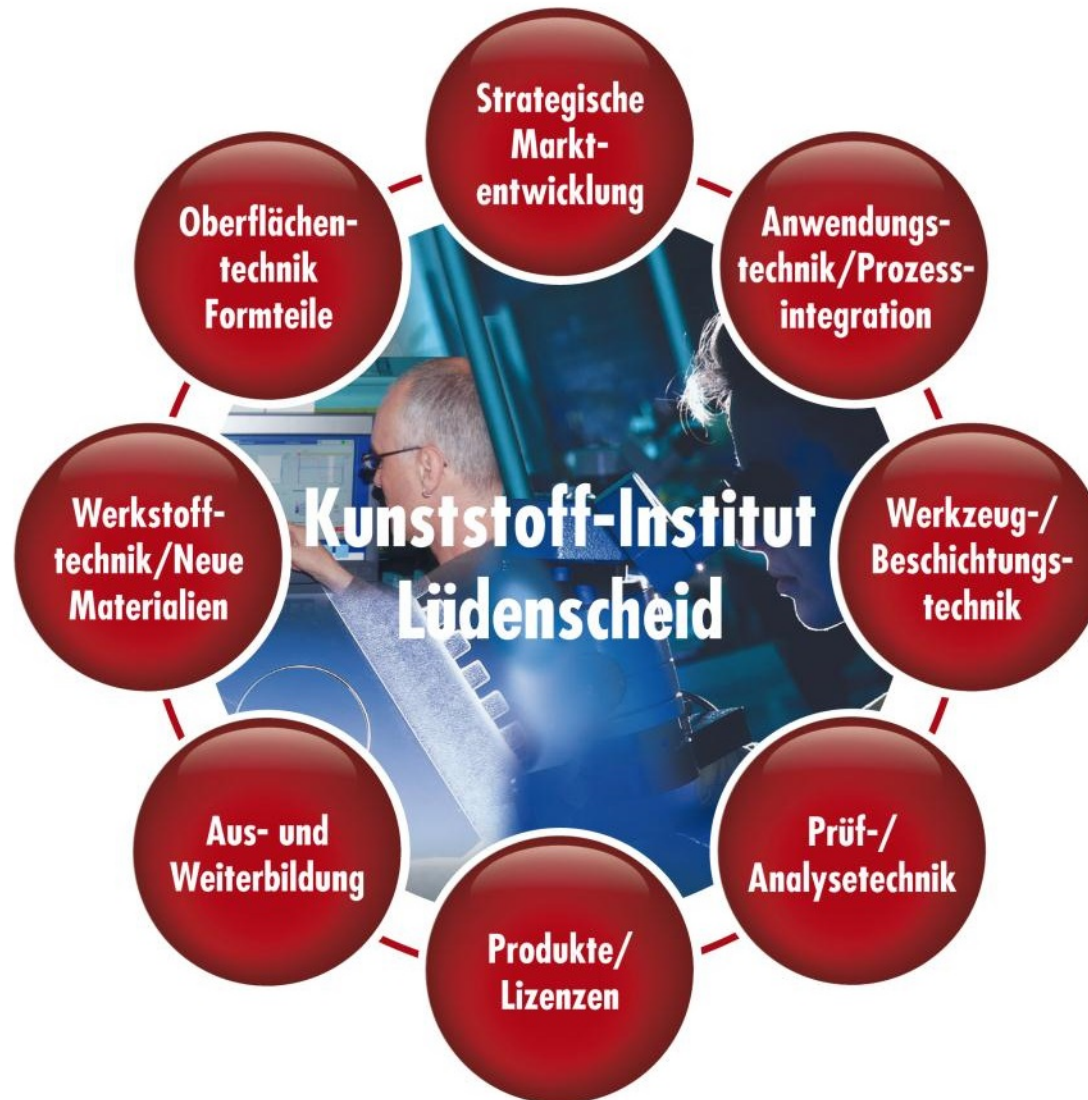 Strategische
Markt-
entwicklung
Anwendungs-
technik/Prozess-
integration
Werkzeug-/
Beschichtungs-
technik
Prüf-/
Analysetechnik
Produkte/
Lizenzen
Aus- und
Weiterbildung
Werkstoff-
technik/Neue
Materialien
Oberflächen-
technik
Formteile
Kunststoff-Institut
Lüdenscheid